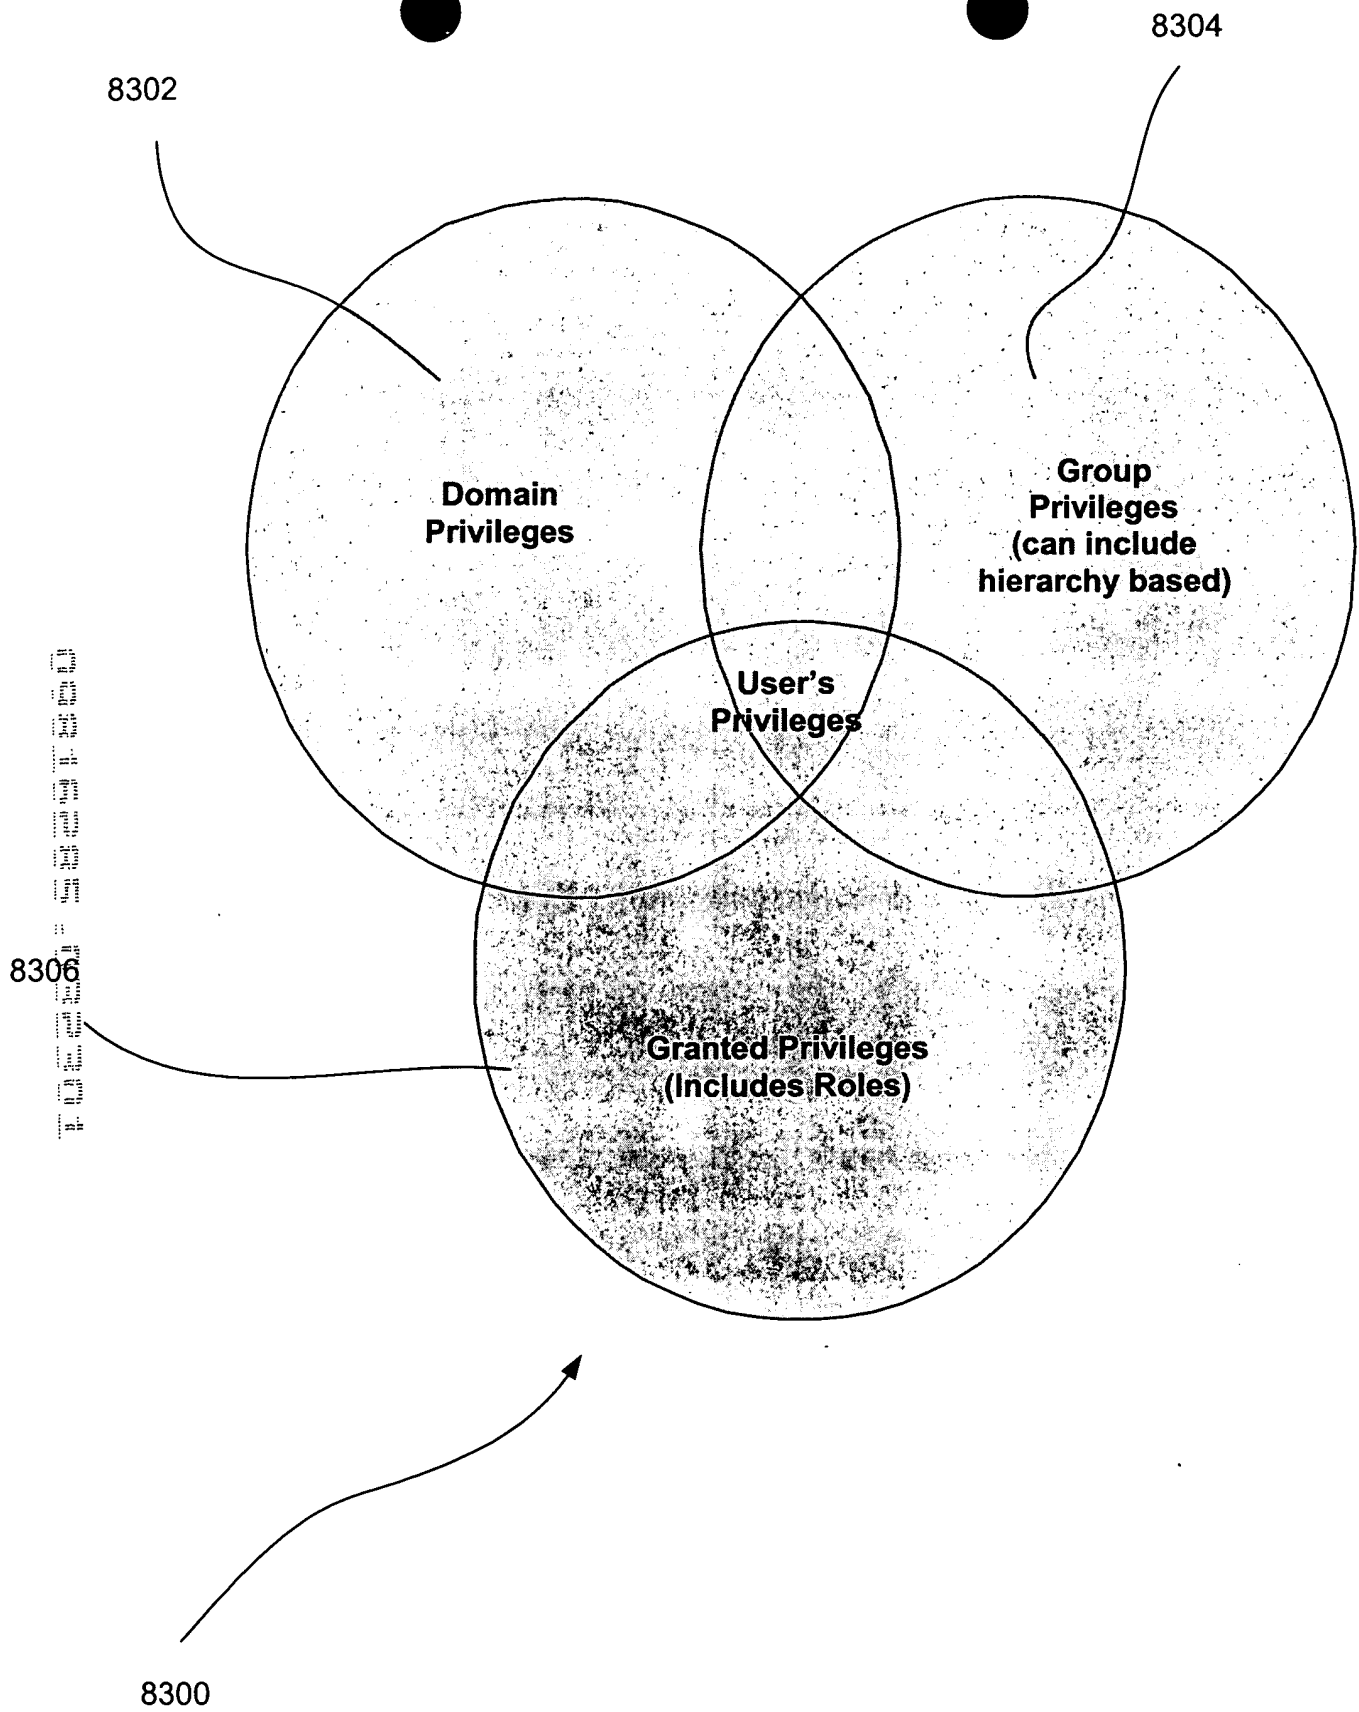 8304
8302
Domain
Privileges
Group
Privileges
(can include
hierarchy based)
User's
Privileges
8306
Granted Privileges
(Includes Roles)
8300